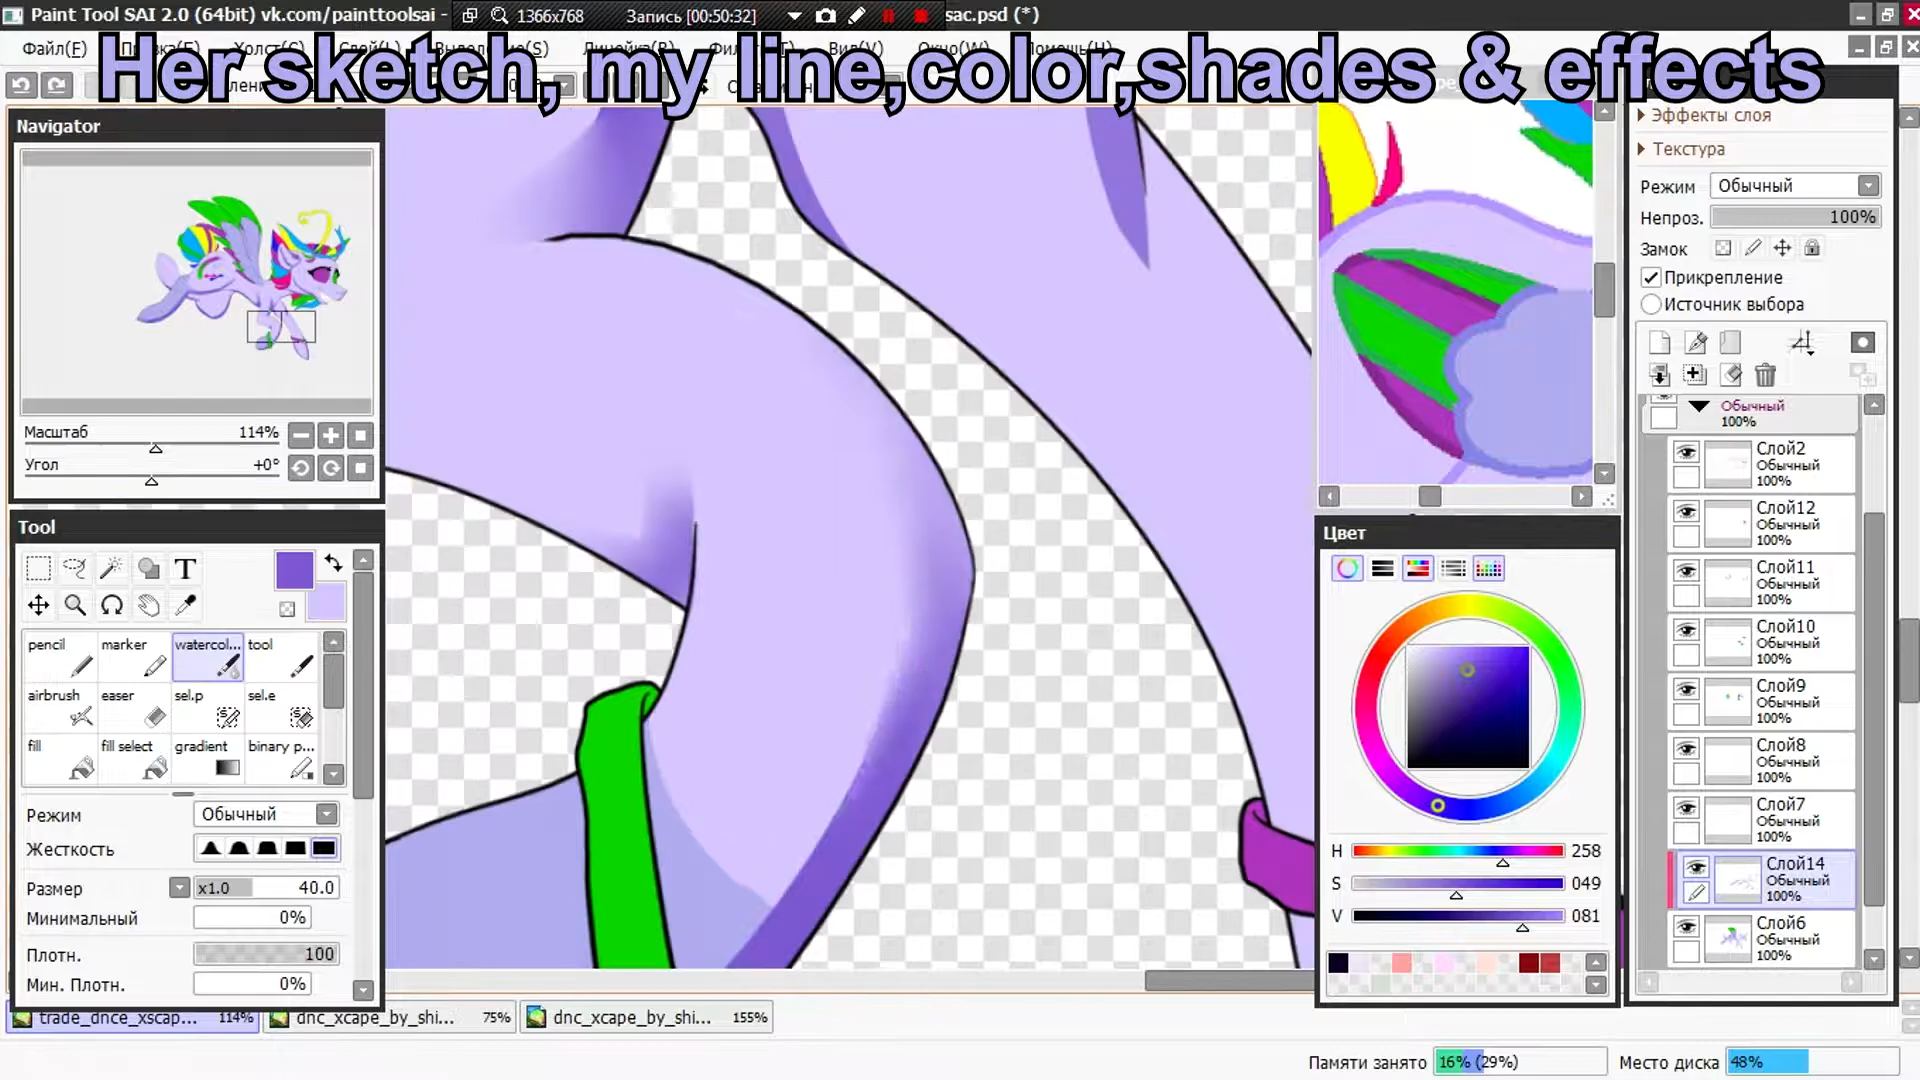 Paint Tool SAI 2.0 (64bit) vk.com/painttoolsai -
1366x768
Запись [00:50:32]
sac.psd (*)
Файл(F)
Her sketch, my line,color,shades & effects
Navigator
Масштаб 114%
Угол +0°
Tool
T
pencil marker watercol... tool
airbrush easer sel.p sel.e
fill fill select gradient binary p...
Режим Обычный
Жесткость
Размер x1.0 40.0
Минимальный 0%
Плотн. 100
Мин. Плотн. 0%
Цвет
H 258
S 049
V 081
Эффекты слоя
Текстура
Режим Обычный
Непроз. 100%
Замок
Прикрепление
Источник выбора
Обычный
100%
Слой2
Обычный
100%
Слой12
Обычный
100%
Слой11
Обычный
100%
Слой10
Обычный
100%
Слой9
Обычный
100%
Слой8
Обычный
100%
Слой7
Обычный
100%
Слой14
Обычный
100%
Слой6
Обычный
100%
trade_dnce_xscap... 114%
dnc_xcape_by_shi... 75%
dnc_xcape_by_shi... 155%
Памяти занято 16% (29%)
Место диска 48%